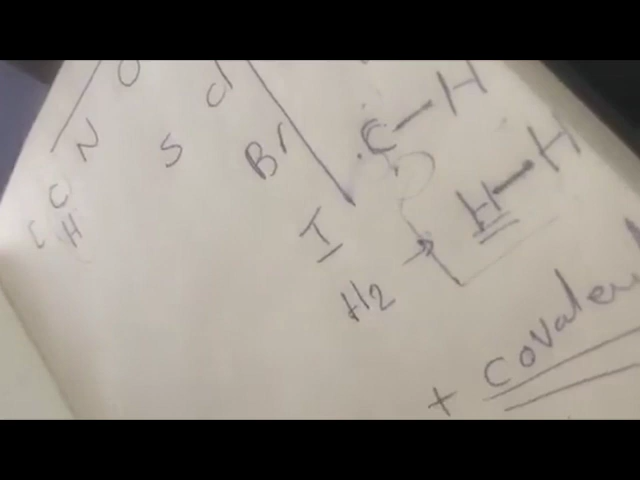 O Cl
N S Br I
C
H
C—H
H—H
H2 →
+ covalen